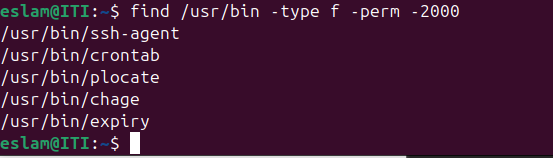 eslam@ITI:~$ find /usr/bin -type f -perm -2000
/usr/bin/ssh-agent
/usr/bin/crontab
/usr/bin/plocate
/usr/bin/chage
/usr/bin/expiry
eslam@ITI:~$